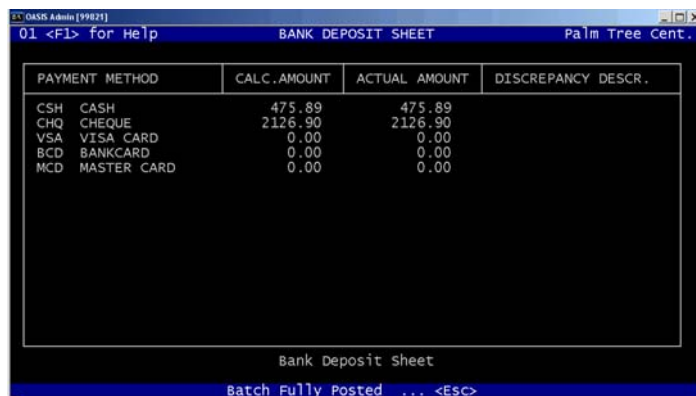 OASIS Admin [99821]
01 <F1> for Help BANK DEPOSIT SHEET Palm Tree Cent.
PAYMENT METHOD CALC.AMOUNT ACTUAL AMOUNT DISCREPANCY DESCR.
CSH CASH 475.89 475.89
CHQ CHEQUE 2126.90 2126.90
VSA VISA CARD 0.00 0.00
BCD BANKCARD 0.00 0.00
MCD MASTER CARD 0.00 0.00
Bank Deposit Sheet
Batch Fully Posted ... <Esc>